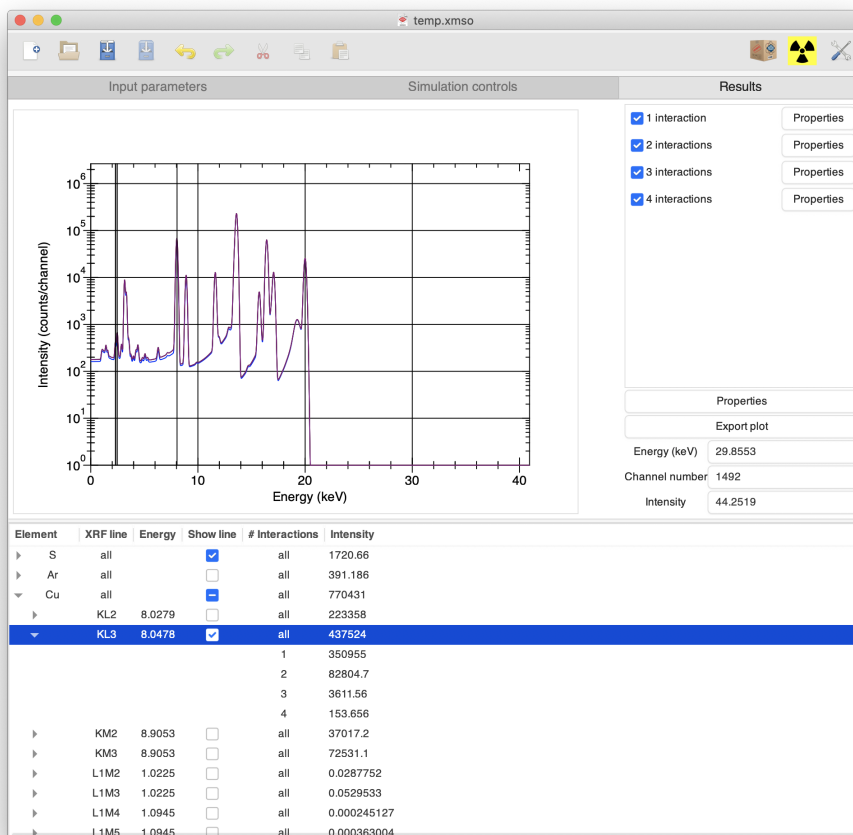 temp.xmso
Input parameters Simulation controls Results
1 interaction Properties
2 interactions Properties
3 interactions Properties
4 interactions Properties
Intensity (counts/channel)
10^6
10^5
10^4
10^3
10^2
10^1
10^0
0 10 20 30 40
Energy (keV)
Properties
Export plot
Energy (keV) 29.8553
Channel number 1492
Intensity 44.2519
Element XRF line Energy Show line # Interactions Intensity
S all all 1720.66
Ar all all 391.186
Cu all all 770431
KL2 8.0279 all 223358
KL3 8.0478 all 437524
1 350955
2 82804.7
3 3611.56
4 153.656
KM2 8.9053 all 37017.2
KM3 8.9053 all 72531.1
L1M2 1.0225 all 0.0287752
L1M3 1.0225 all 0.0529533
L1M4 1.0945 all 0.000245127
L1M5 1.0945 all 0.000363004